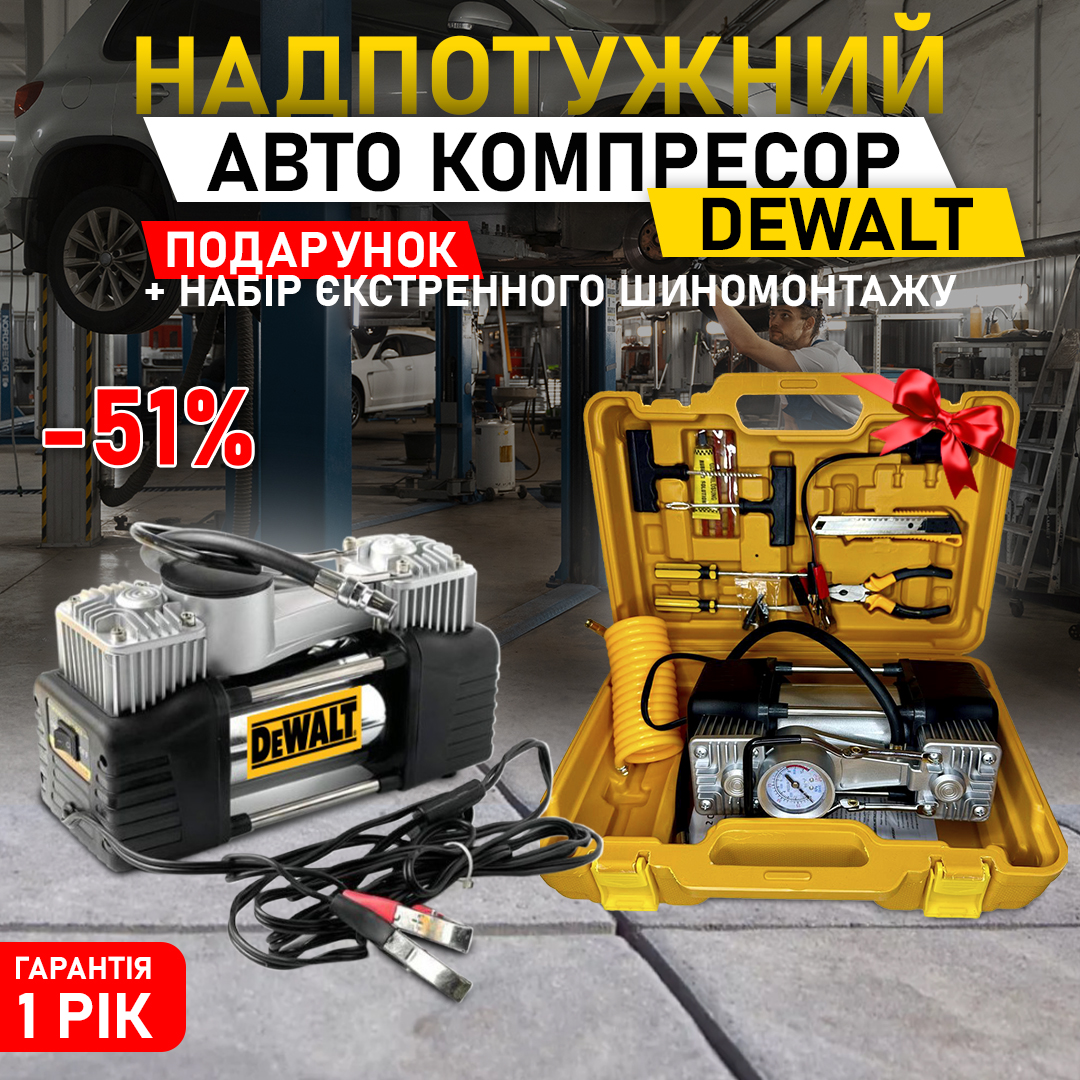 НАДПОТУЖНИЙ
АВТО КОМПРЕСОР
DEWALT
ПОДАРУНОК
+ НАБІР ЄКСТРЕННОГО ШИНОМОНТАЖУ
-51%
DEWALT
ГАРАНТІЯ
1 РІК